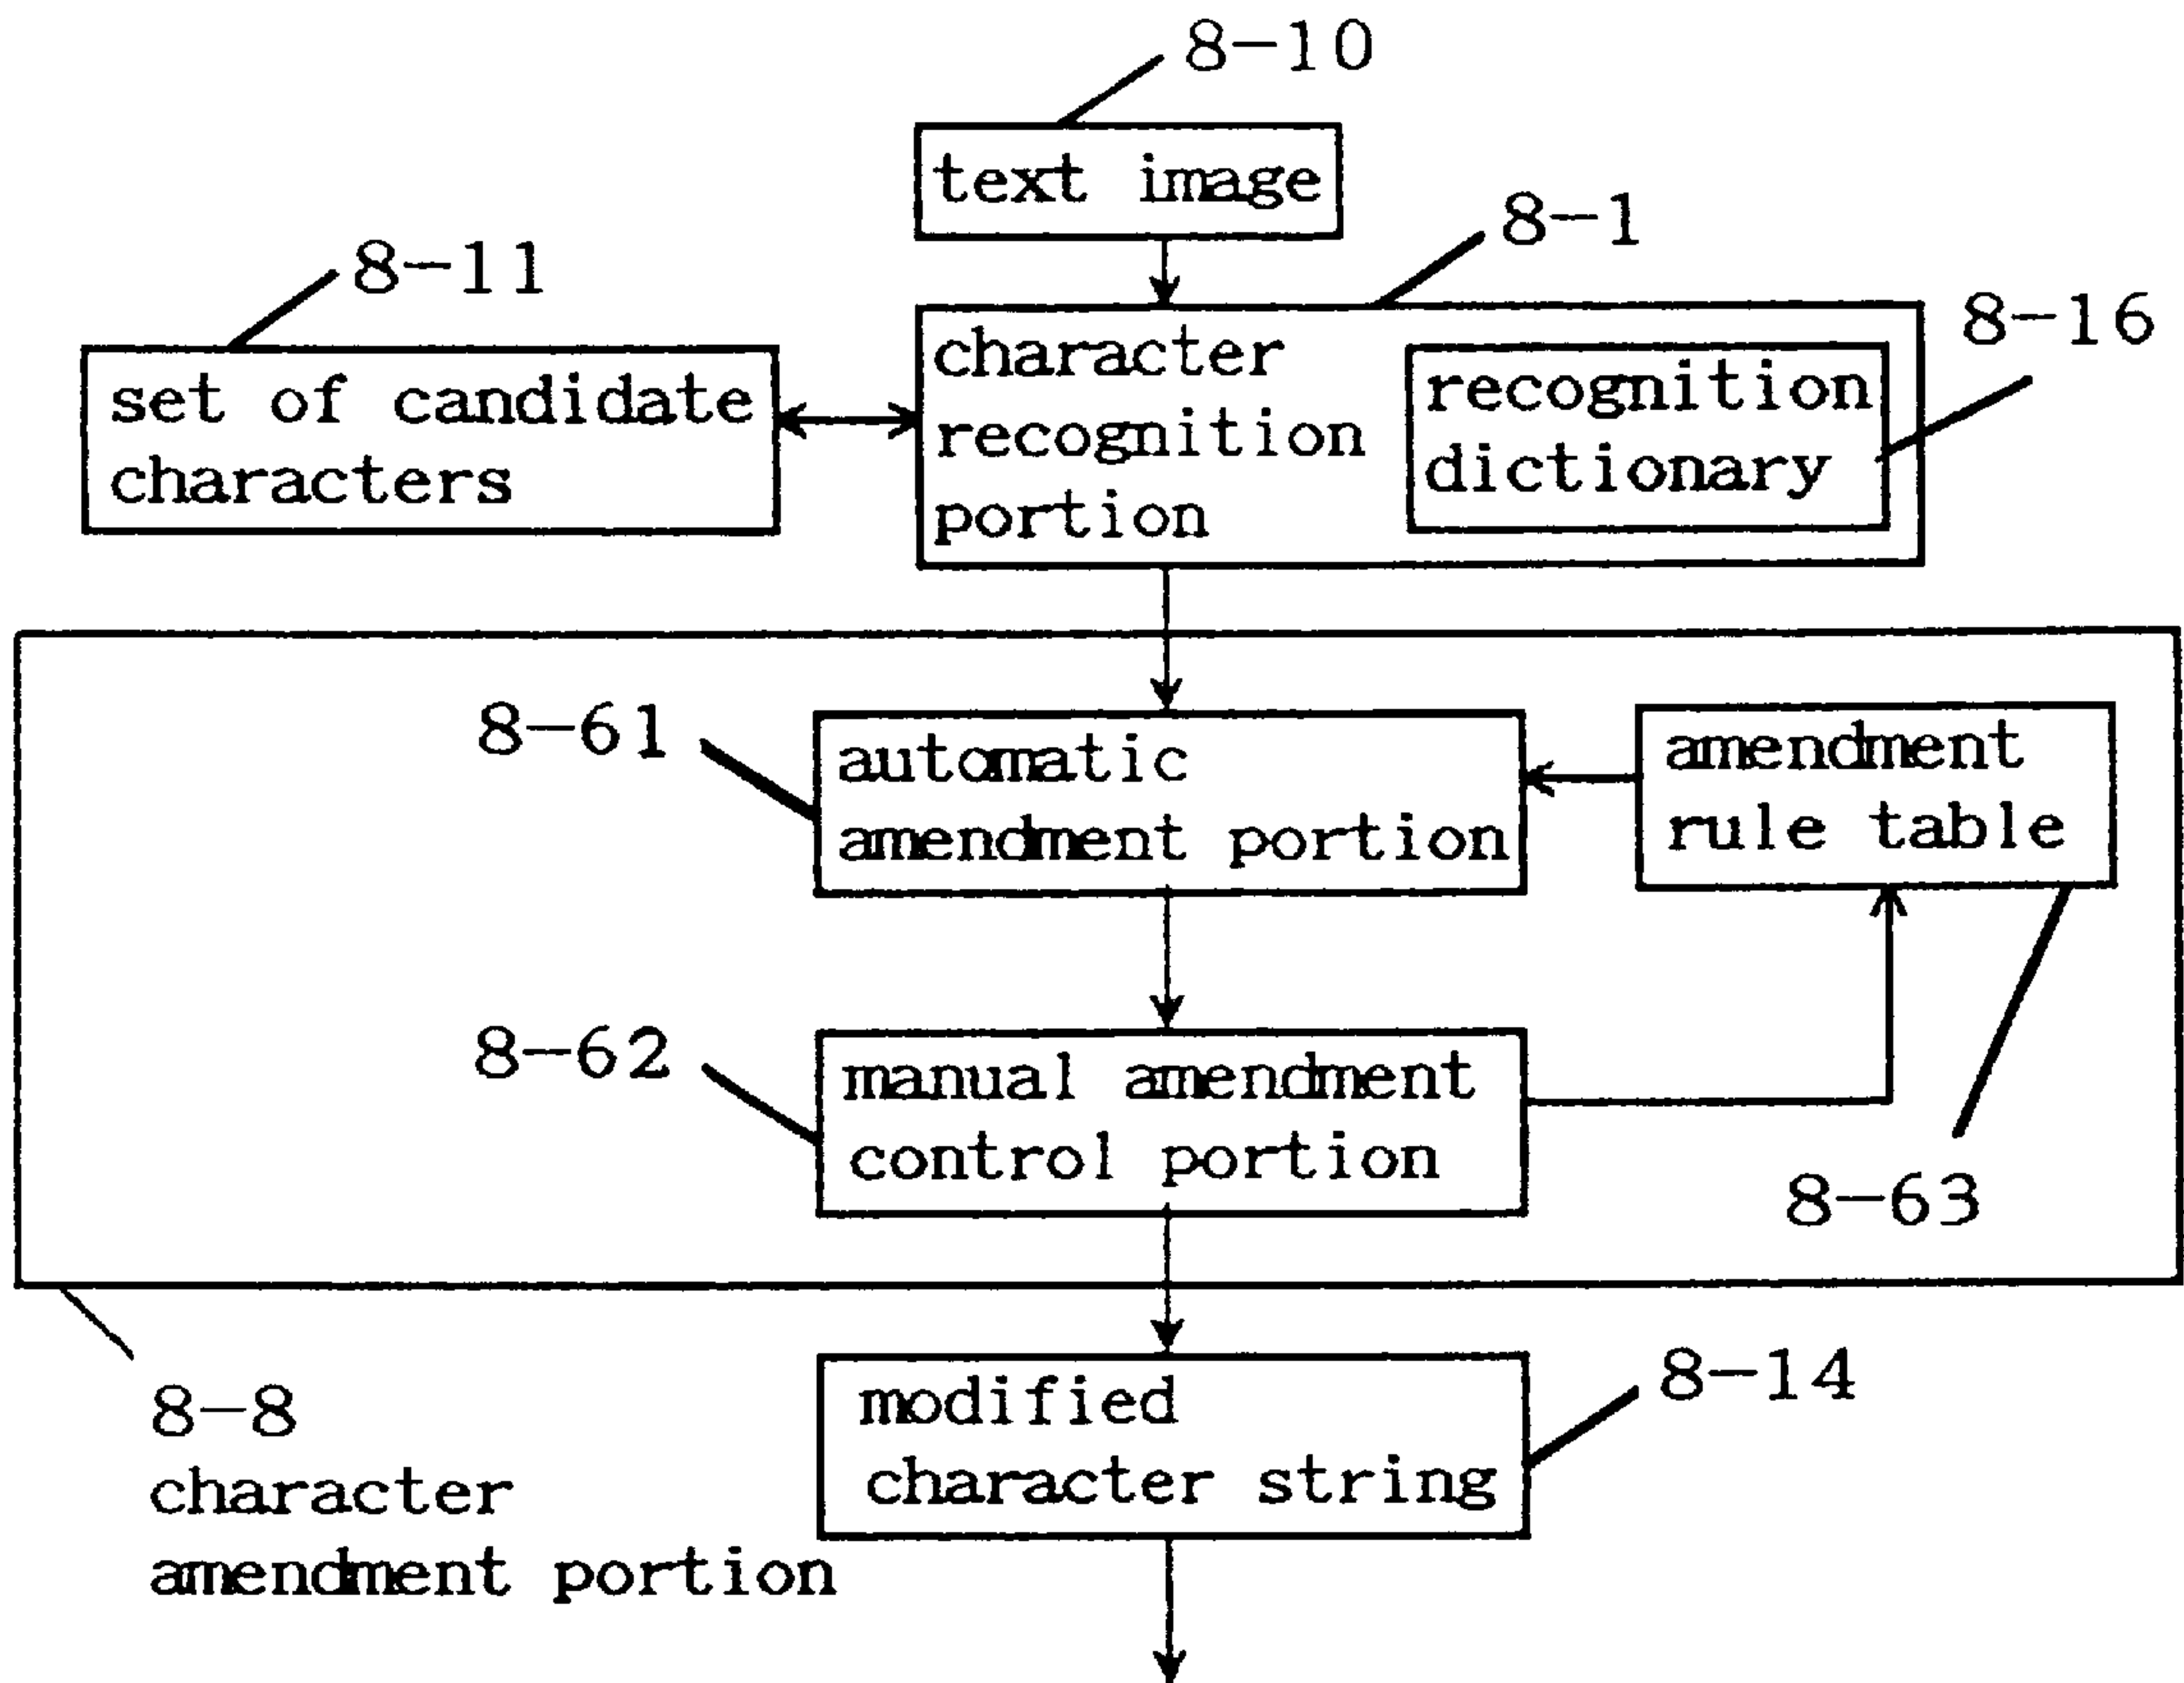 8-10
text image
8-1
8-11
8-16
set of candidate
characters
character
recognition
portion
recognition
dictionary
8-61
automatic
amendment portion
amendment
rule table
8-62
manual amendment
control portion
8-63
8-8
character
amendment portion
modified
character string
8-14